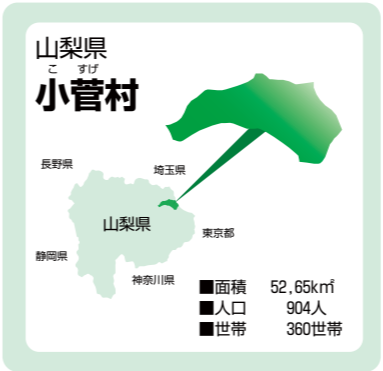 山梨県
こ すげ
小菅村
長野県
埼玉県
山梨県
東京都
静岡県
神奈川県
■面積 52,65k㎡
■人口 904人
■世帯 360世帯